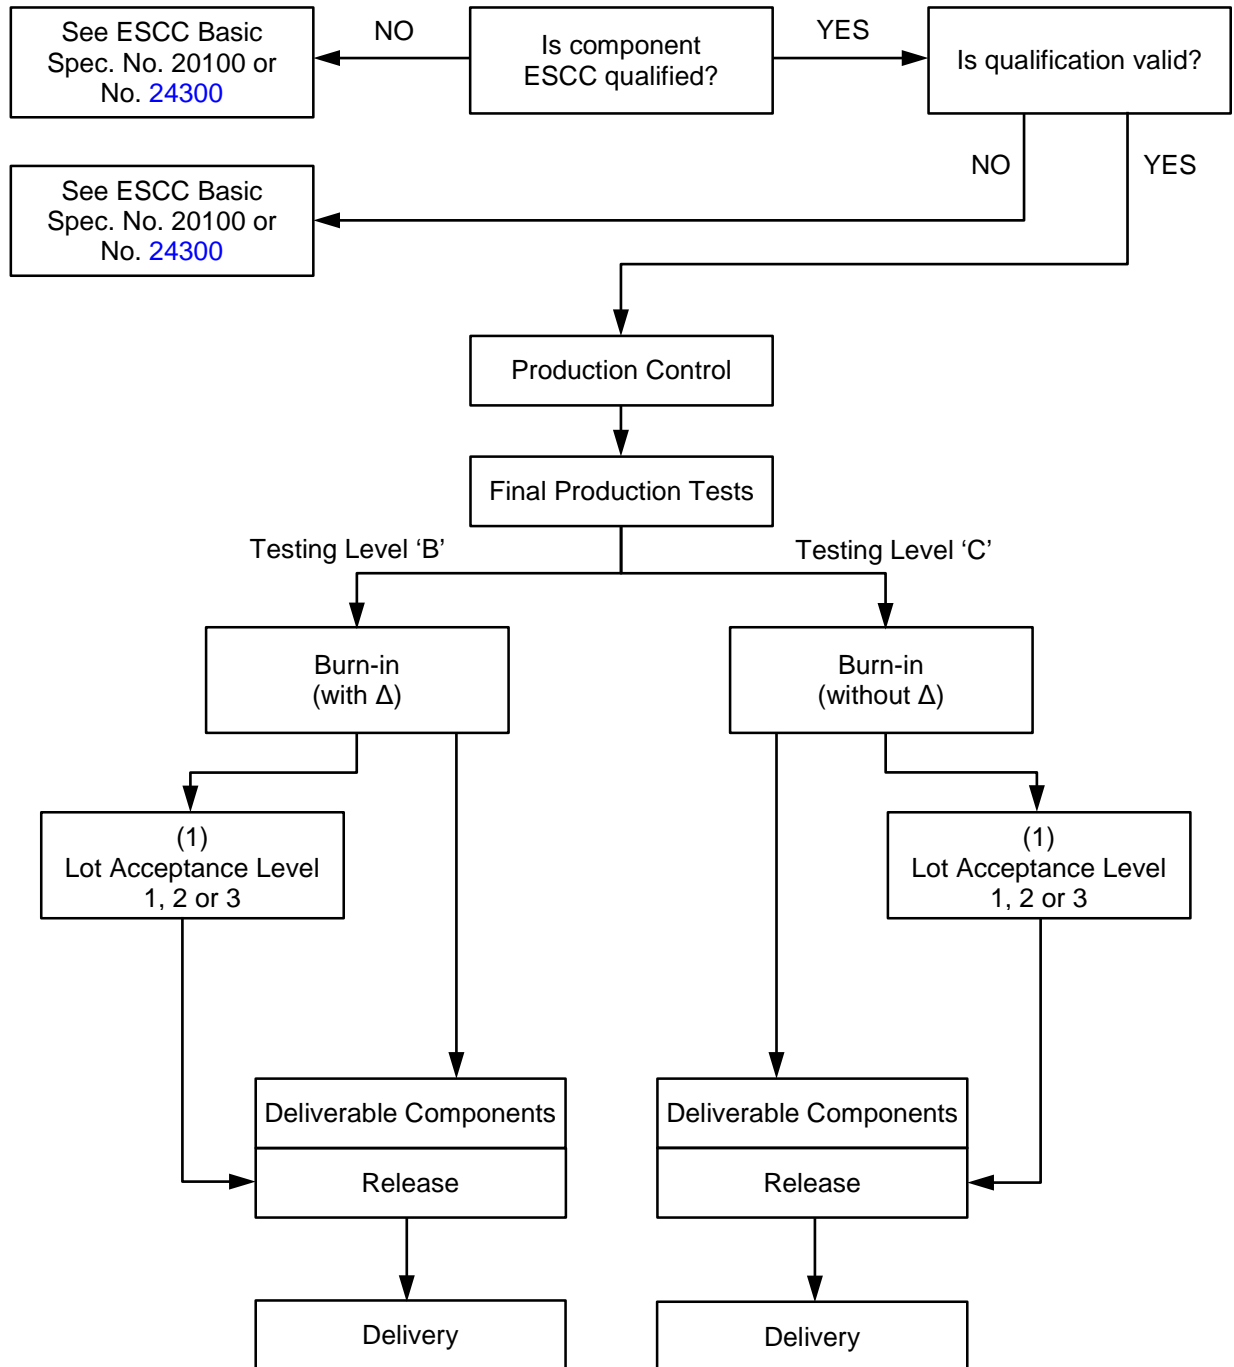 See ESCC Basic
Spec. No. 20100 or
No. 24300
NO
Is component
ESCC qualified?
YES
Is qualification valid?
NO
YES
See ESCC Basic
Spec. No. 20100 or
No. 24300
Production Control
Final Production Tests
Testing Level ‘B’
Testing Level ‘C’
Burn-in
(with Δ)
Burn-in
(without Δ)
(1)
Lot Acceptance Level
1, 2 or 3
(1)
Lot Acceptance Level
1, 2 or 3
Deliverable Components
Release
Deliverable Components
Release
Delivery
Delivery